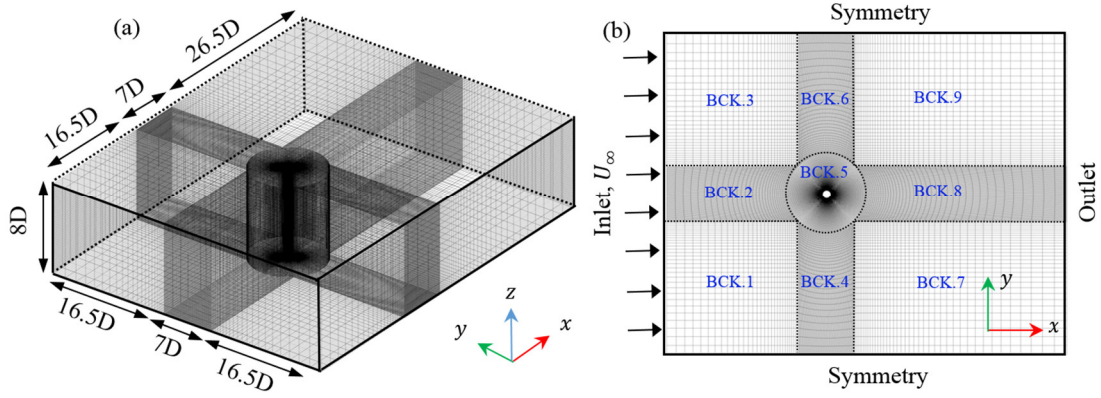 (a)
26.5D
7D
16.5D
8D
16.5D
7D
16.5D
z
y
x
(b)
Symmetry
Inlet, U∞
BCK.3
BCK.6
BCK.9
BCK.2
BCK.5
BCK.8
BCK.1
BCK.4
BCK.7
y
x
Outlet
Symmetry